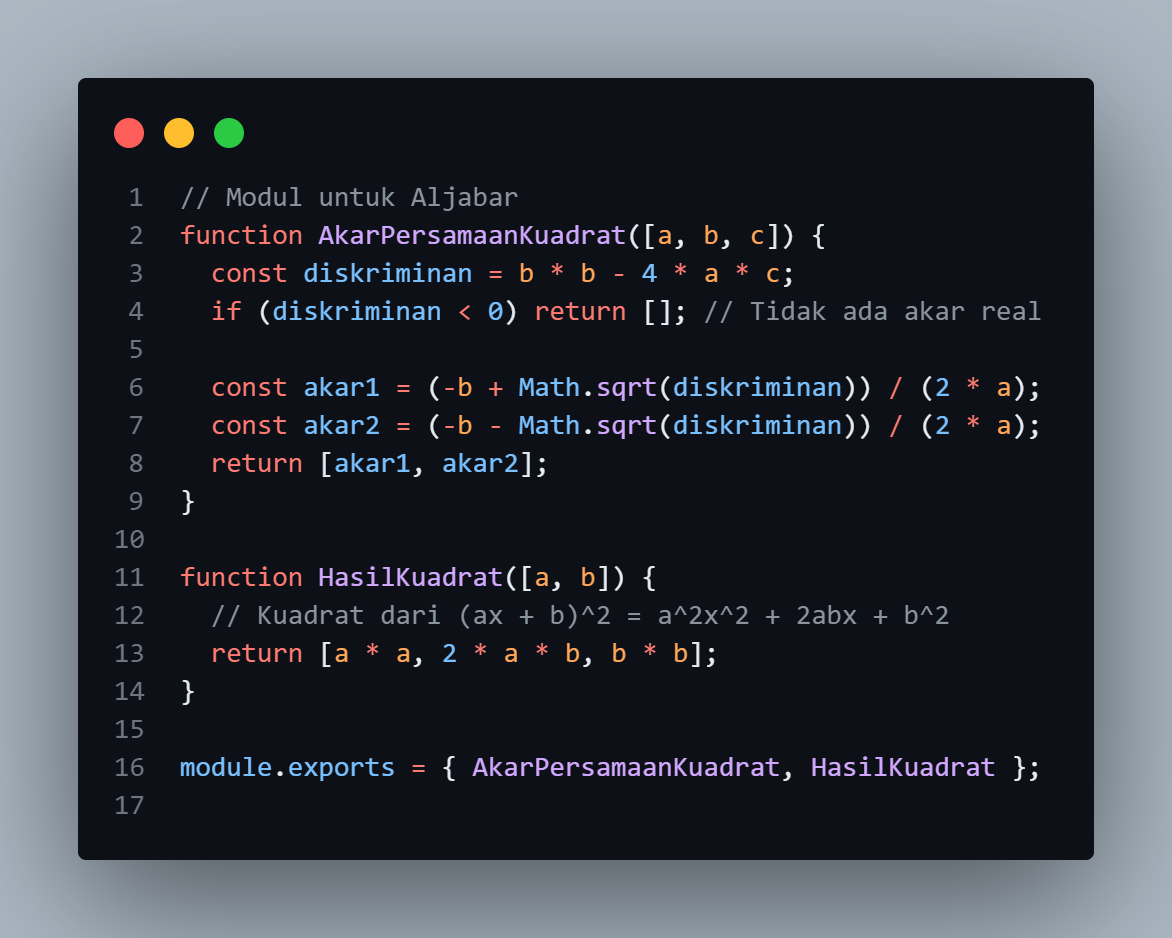 1 // Modul untuk Aljabar
2 function AkarPersamaanKuadrat([a, b, c]) {
3   const diskriminan = b * b - 4 * a * c;
4   if (diskriminan < 0) return []; // Tidak ada akar real
5
6   const akar1 = (-b + Math.sqrt(diskriminan)) / (2 * a);
7   const akar2 = (-b - Math.sqrt(diskriminan)) / (2 * a);
8   return [akar1, akar2];
9 }
10
11 function HasilKuadrat([a, b]) {
12   // Kuadrat dari (ax + b)^2 = a^2x^2 + 2abx + b^2
13   return [a * a, 2 * a * b, b * b];
14 }
15
16 module.exports = { AkarPersamaanKuadrat, HasilKuadrat };
17